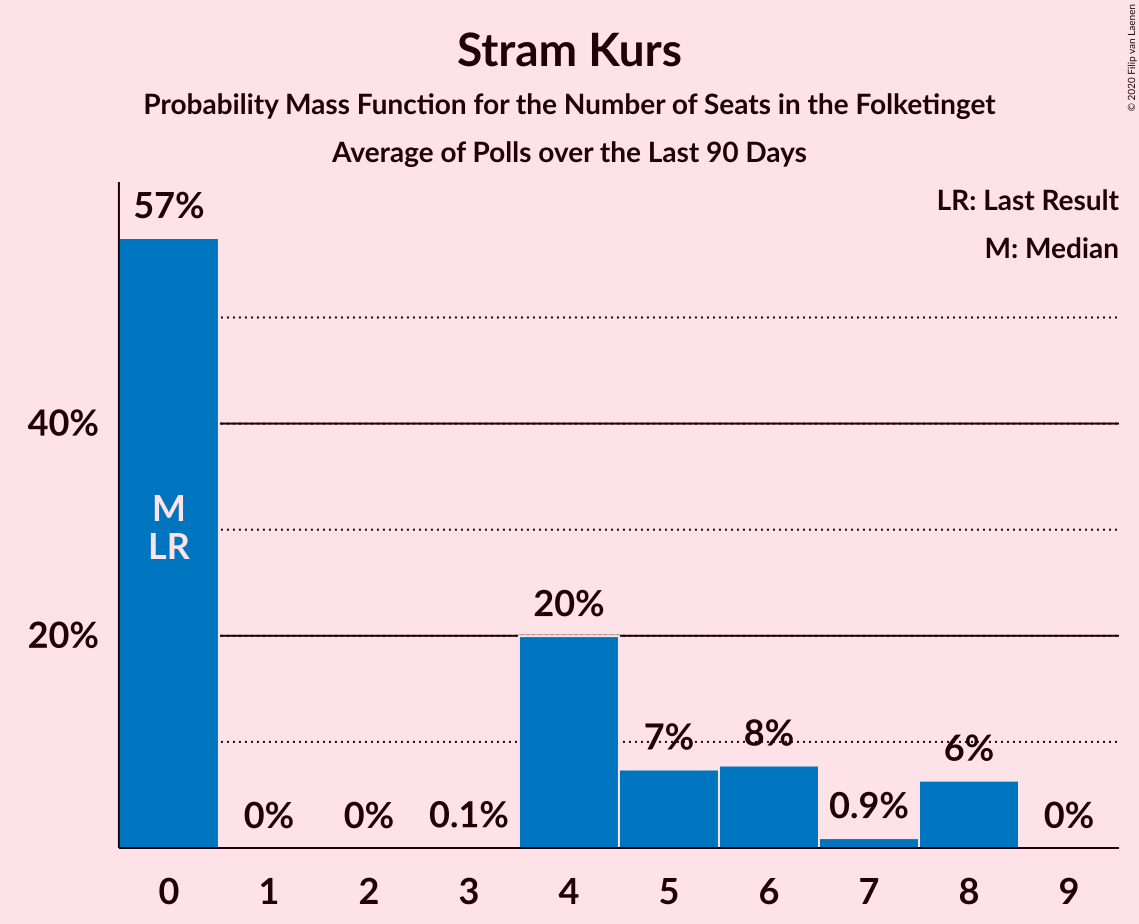 Stram Kurs
Probability Mass Function for the Number of Seats in the Folketinget
Average of Polls over the Last 90 Days
© 2020 Filip van Laenen
LR: Last Result
M: Median
57%
40%
M
LR
20%
20%
7%
8%
6%
0%
0%
0.1%
0.9%
0%
0
1
2
3
4
5
6
7
8
9